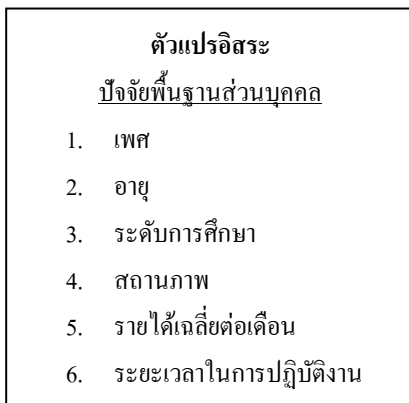 ตัวแปรอิสระ
ปัจจัยพื้นฐานส่วนบุคคล
1. เพศ
2. อายุ
3. ระดับการศึกษา
4. สถานภาพ
5. รายได้เฉลี่ยต่อเดือน
6. ระยะเวลาในการปฏิบัติงาน